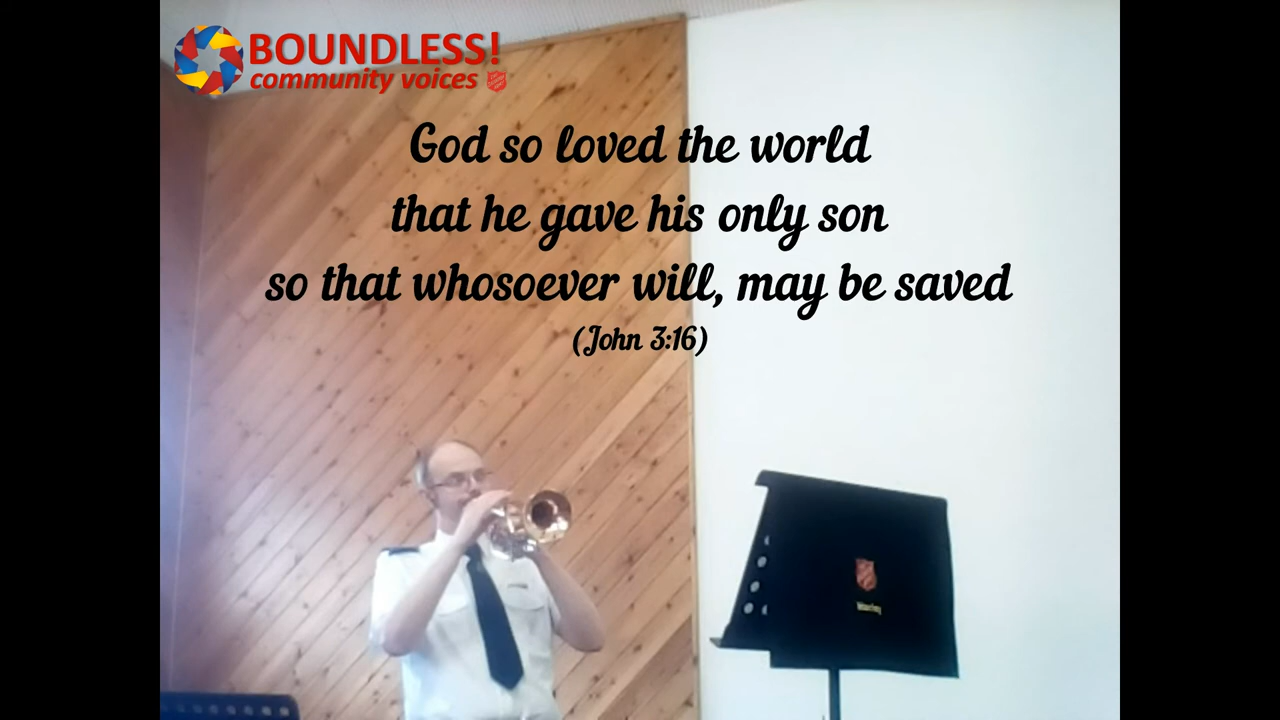 BOUNDLESS!
community voices
God so loved the world
that he gave his only son
so that whosoever will, may be saved
(John 3:16)